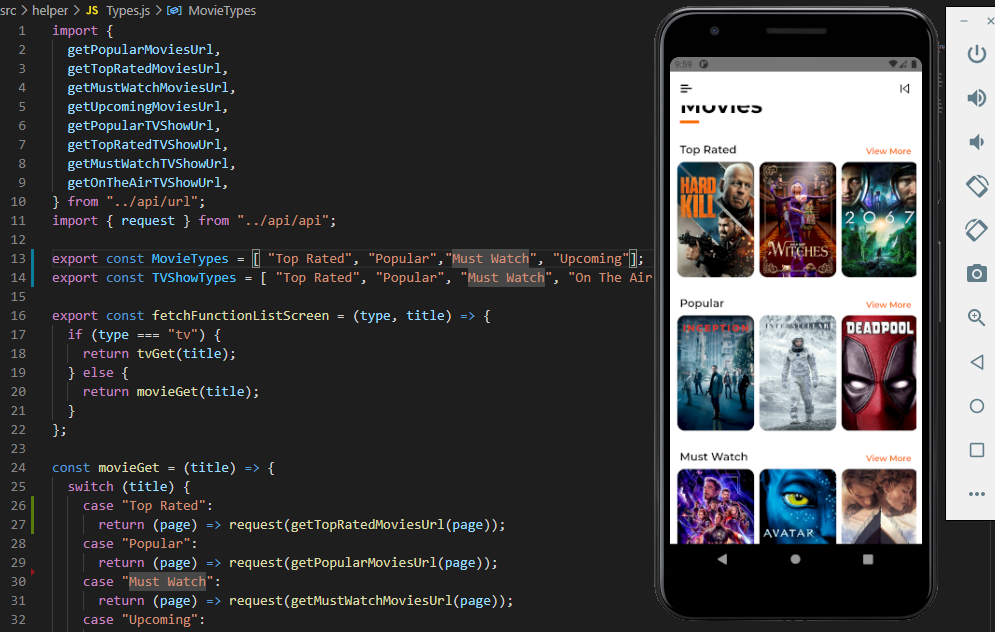 src > helper > JS Types.js > MovieTypes
1 import {
2 getPopularMoviesUrl,
3 getTopRatedMoviesUrl,
4 getMustWatchMoviesUrl,
5 getUpcomingMoviesUrl,
6 getPopularTVShowUrl,
7 getTopRatedTVShowUrl,
8 getMustWatchTVShowUrl,
9 getOnTheAirTVShowUrl,
10 } from "../api/url";
11 import { request } from "../api/api";
12
13 export const MovieTypes = [ "Top Rated", "Popular","Must Watch", "Upcoming"];
14 export const TVShowTypes = [ "Top Rated", "Popular", "Must Watch", "On The Air
15
16 export const fetchFunctionListScreen = (type, title) => {
17 if (type === "tv") {
18 return tvGet(title);
19 } else {
20 return movieGet(title);
21 }
22 };
23
24 const movieGet = (title) => {
25 switch (title) {
26 case "Top Rated":
27 return (page) => request(getTopRatedMoviesUrl(page));
28 case "Popular":
29 return (page) => request(getPopularMoviesUrl(page));
30 case "Must Watch":
31 return (page) => request(getMustWatchMoviesUrl(page));
32 case "Upcoming":
9:59
Movies
Top Rated View More
HARD KILL
WITCHES
2067
Popular View More
INCEPTION
INTERSTELLAR
DEADPOOL
Must Watch View More
AVATAR